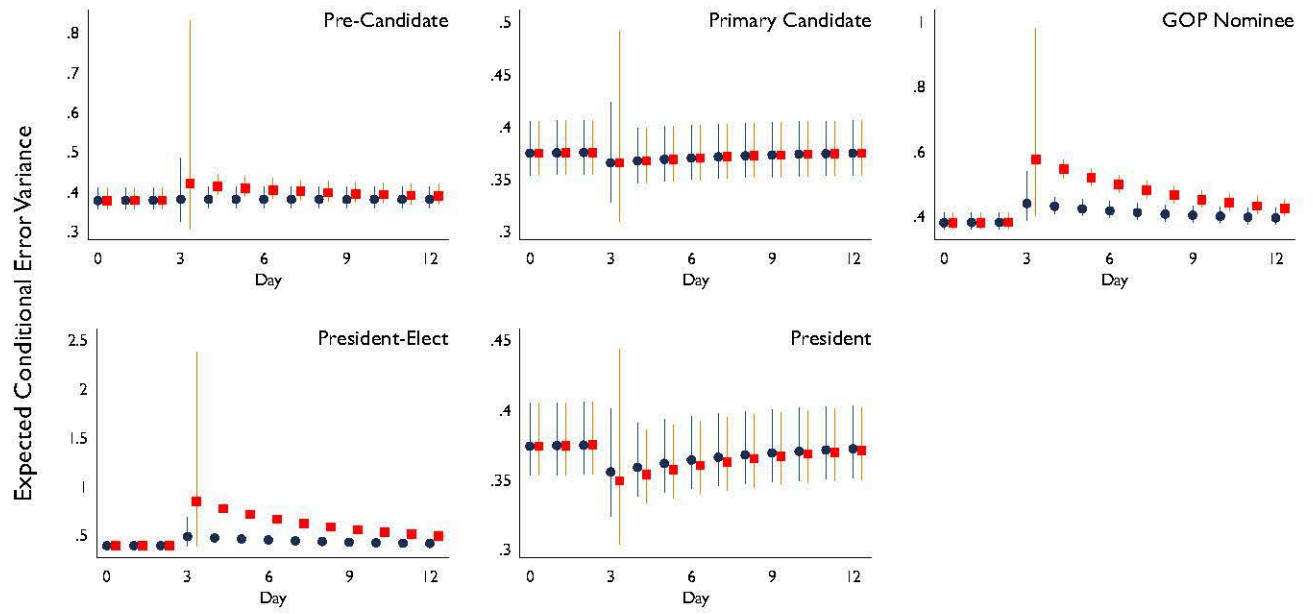 Expected Conditional Error Variance
Pre-Candidate
.8
.7
.6
.5
.4
.3
0 3 6 9 12
Day
Primary Candidate
.5
.45
.4
.35
.3
0 3 6 9 12
Day
GOP Nominee
1
.8
.6
.4
0 3 6 9 12
Day
President-Elect
2.5
2
1.5
1
.5
0 3 6 9 12
Day
President
.45
.4
.35
.3
0 3 6 9 12
Day